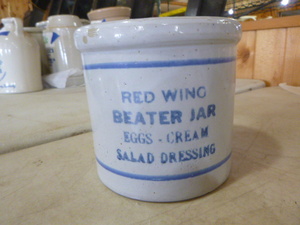 RED WING
BEATER JAR
EGGS - CREAM
SALAD DRESSING